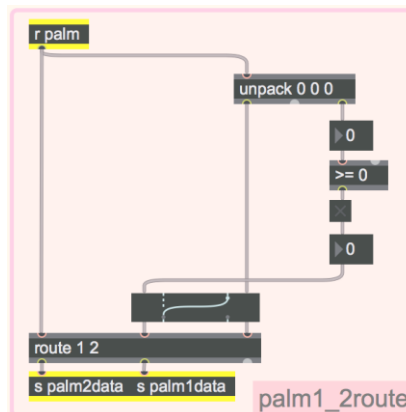 r palm
unpack 0 0 0
0
>= 0
0
route 1 2
s palm2data s palm1data
palm1_2route